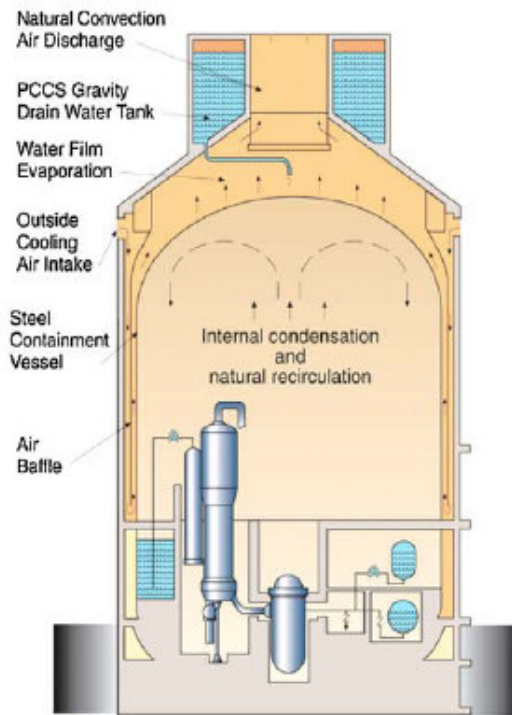 Natural Convection
Air Discharge
PCCS Gravity
Drain Water Tank
Water Film
Evaporation
Outside
Cooling
Air Intake
Steel
Containment
Vessel
Internal condensation
and
natural recirculation
Air
Baffle